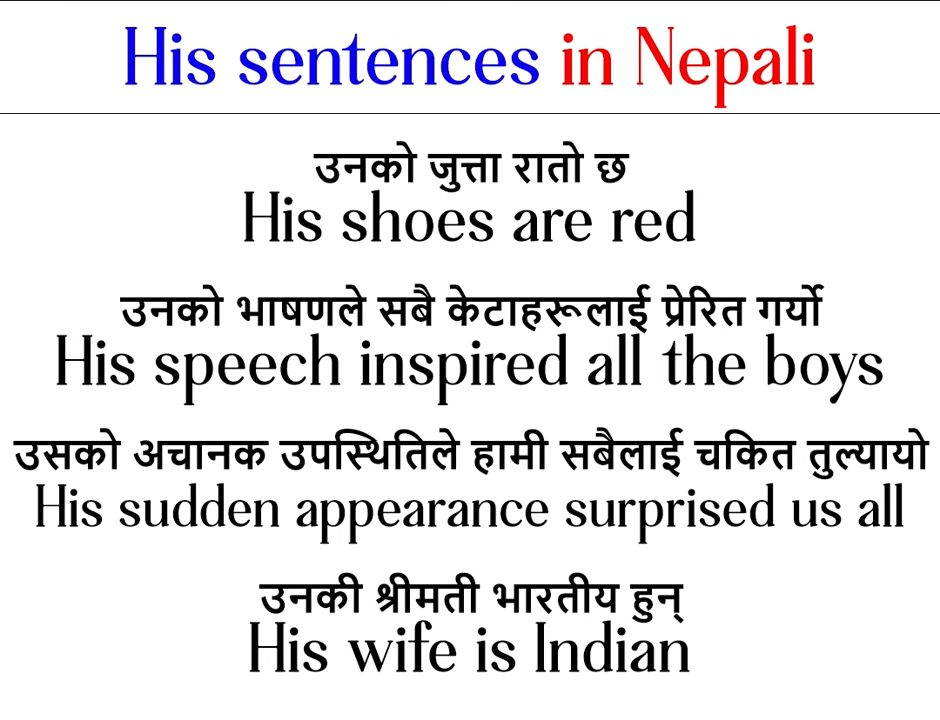 His sentences in Nepali
उनको जुत्ता रातो छ
His shoes are red
उनको भाषणले सबै केटाहरूलाई प्रेरित गर्यो
His speech inspired all the boys
उसको अचानक उपस्थितिले हामी सबैलाई चकित तुल्यायो
His sudden appearance surprised us all
उनकी श्रीमती भारतीय हुन्
His wife is Indian